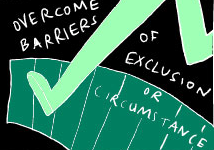 OVERCOME
BARRIERS
OF
EXCLUSION
OR
CIRCUMSTANCE